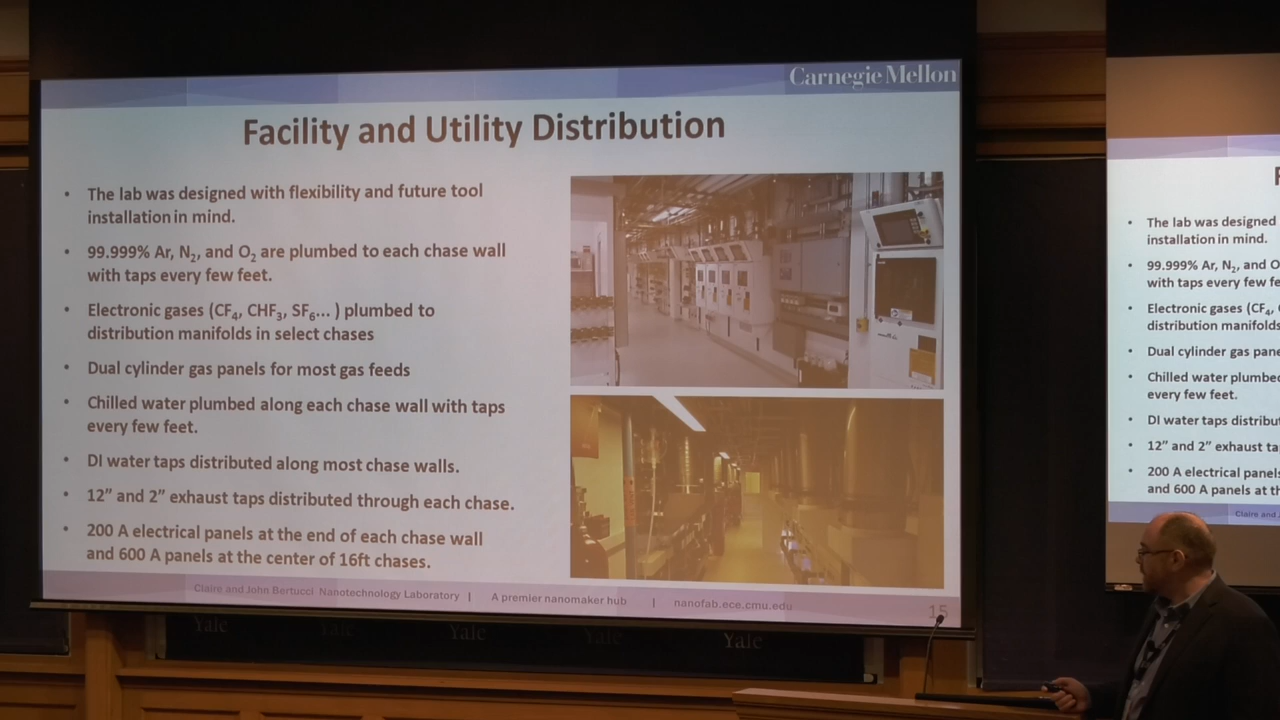 Carnegie Mellon
Facility and Utility Distribution
• The lab was designed with flexibility and future tool
installation in mind.
• 99.999% Ar, N₂, and O₂ are plumbed to each chase wall
with taps every few feet.
• Electronic gases (CF₄, CHF₃, SF₆... ) plumbed to
distribution manifolds in select chases
• Dual cylinder gas panels for most gas feeds
• Chilled water plumbed along each chase wall with taps
every few feet.
• DI water taps distributed along most chase walls.
• 12” and 2” exhaust taps distributed through each chase.
• 200 A electrical panels at the end of each chase wall
and 600 A panels at the center of 16ft chases.
Claire and John Bertucci Nanotechnology Laboratory | A premier nanomaker hub | nanofab.ece.cmu.edu
15
Yale Yale Yale Yale Yale
F
• The lab was designed
installation in mind.
• 99.999% Ar, N₂, and O
with taps every few fe
• Electronic gases (CF₄,
distribution manifolds
• Dual cylinder gas pane
• Chilled water plumbed
every few feet.
• DI water taps distribut
• 12” and 2” exhaust ta
• 200 A electrical panels
and 600 A panels at th
Claire and J